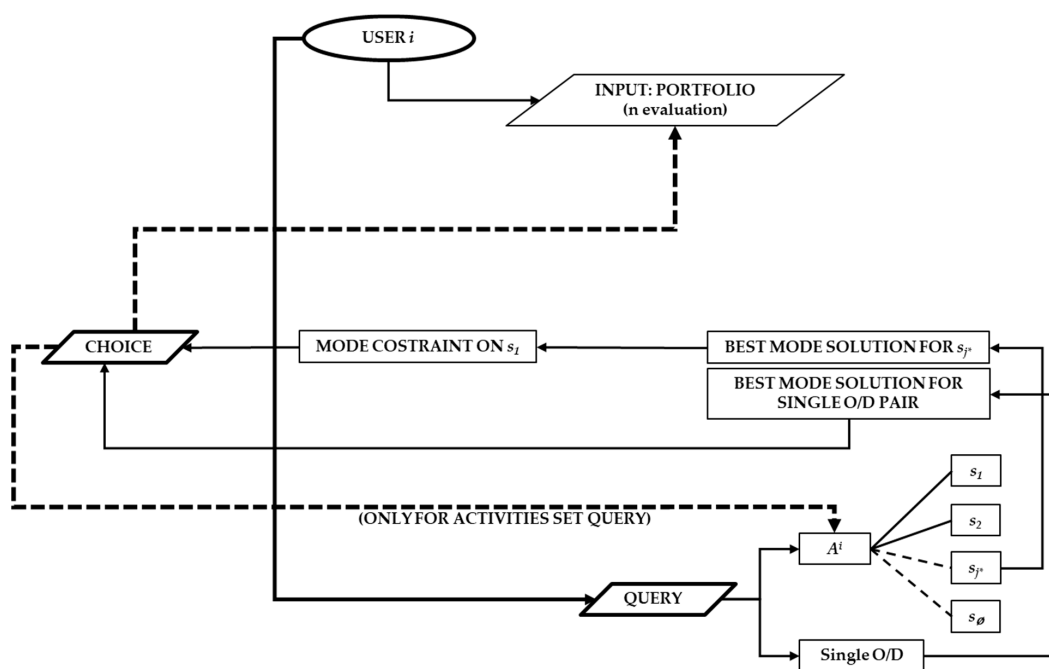 USER i
INPUT: PORTFOLIO
(n evaluation)
CHOICE
MODE COSTRAINT ON s1
BEST MODE SOLUTION FOR sj*
BEST MODE SOLUTION FOR
SINGLE O/D PAIR
s1
(ONLY FOR ACTIVITIES SET QUERY)
s2
Ai
sj*
QUERY
sø
Single O/D